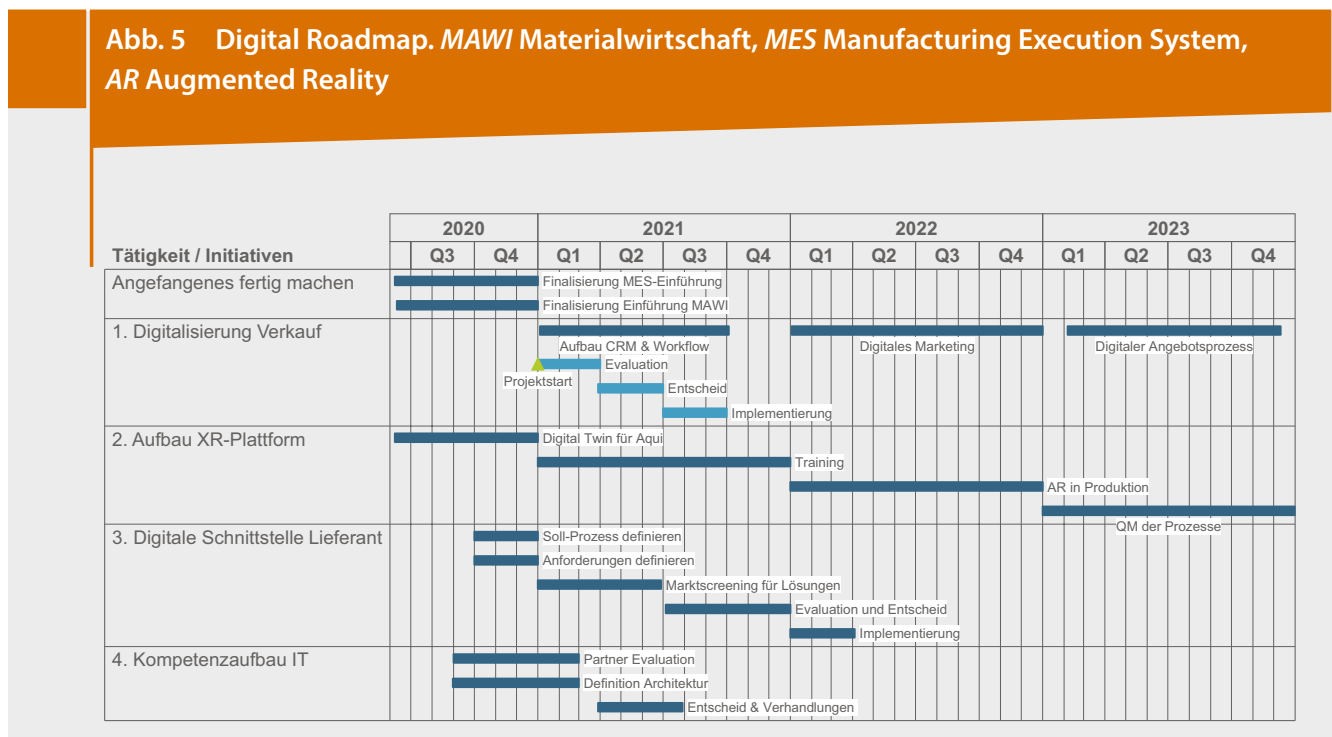 Abb. 5 Digital Roadmap. MAWI Materialwirtschaft, MES Manufacturing Execution System,
AR Augmented Reality
2020 2021 2022 2023
Tätigkeit / Initiativen Q3 Q4 Q1 Q2 Q3 Q4 Q1 Q2 Q3 Q4 Q1 Q2 Q3 Q4
Angefangenes fertig machen Finalisierung MES-Einführung
Finalisierung Einführung MAWI
1. Digitalisierung Verkauf
Aufbau CRM & Workflow Digitales Marketing Digitaler Angebotsprozess
Evaluation
Projektstart Entscheid
Implementierung
2. Aufbau XR-Plattform Digital Twin für Aqui
Training
AR in Produktion
QM der Prozesse
3. Digitale Schnittstelle Lieferant Soll-Prozess definieren
Anforderungen definieren
Marktscreening für Lösungen
Evaluation und Entscheid
Implementierung
4. Kompetenzaufbau IT Partner Evaluation
Definition Architektur
Entscheid & Verhandlungen